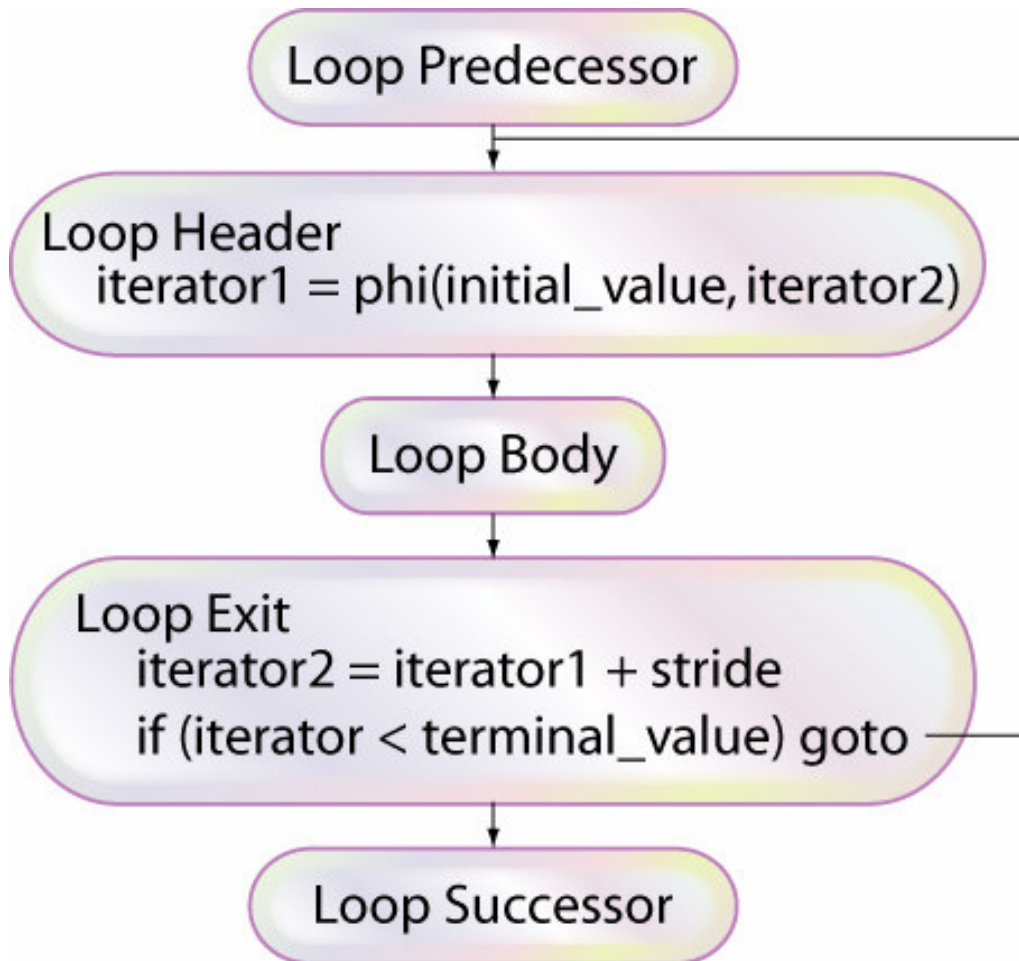 Loop Predecessor
Loop Header
iterator1 = phi(initial_value, iterator2)
Loop Body
Loop Exit
iterator2 = iterator1 + stride
if (iterator < terminal_value) goto
Loop Successor